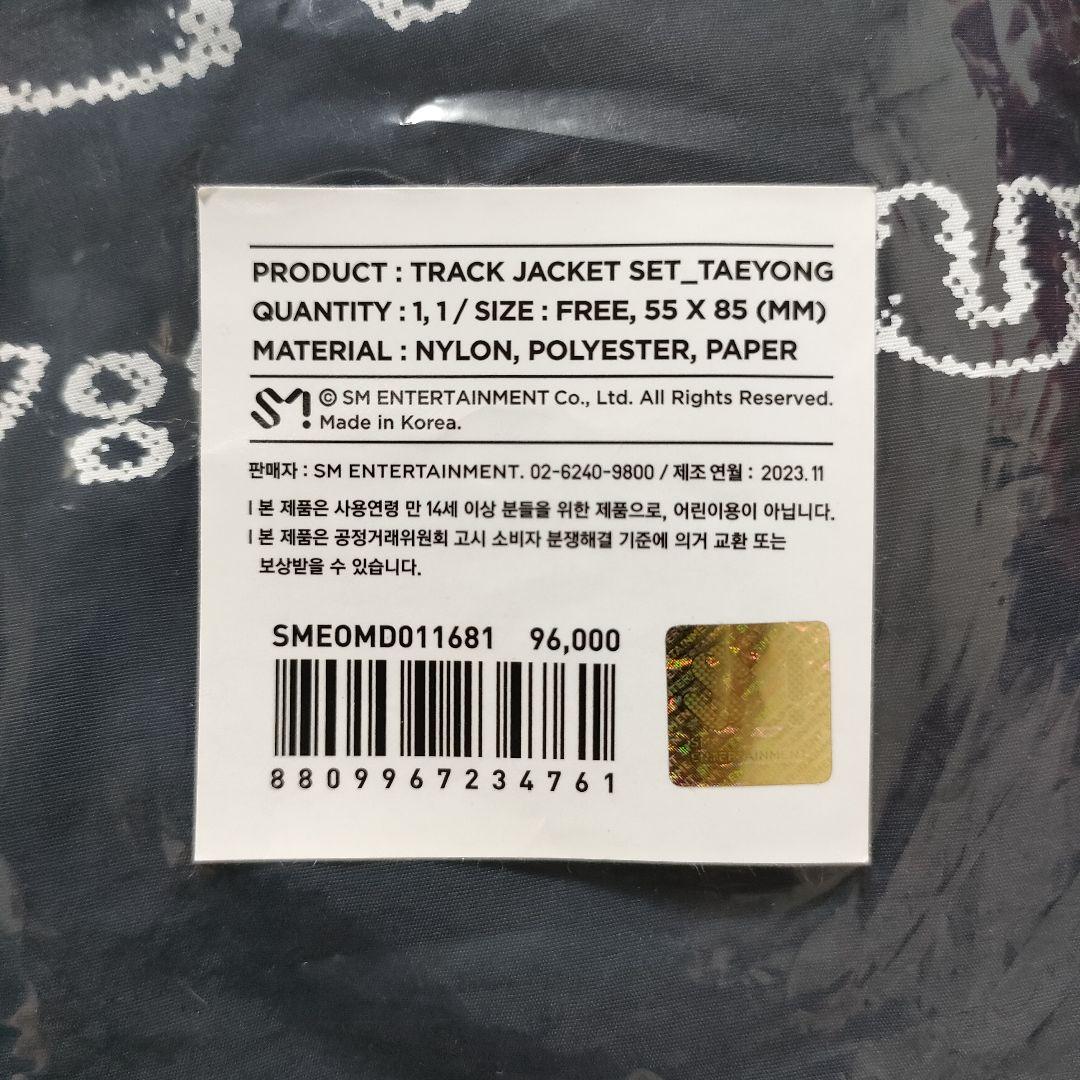 PRODUCT : TRACK JACKET SET_TAEYONG
QUANTITY : 1, 1 / SIZE : FREE, 55 X 85 (MM)
MATERIAL : NYLON, POLYESTER, PAPER
SM
© SM ENTERTAINMENT Co., Ltd. All Rights Reserved.
Made in Korea.
판매자 : SM ENTERTAINMENT. 02-6240-9800 / 제조 연월 : 2023. 11
| 본 제품은 사용연령 만 14세 이상 분들을 위한 제품으로, 어린이용이 아닙니다.
| 본 제품은 공정거래위원회 고시 소비자 분쟁해결 기준에 의거 교환 또는
보상받을 수 있습니다.
SMEOMD011681 96,000
8809967234761
ENTERTAINMENT